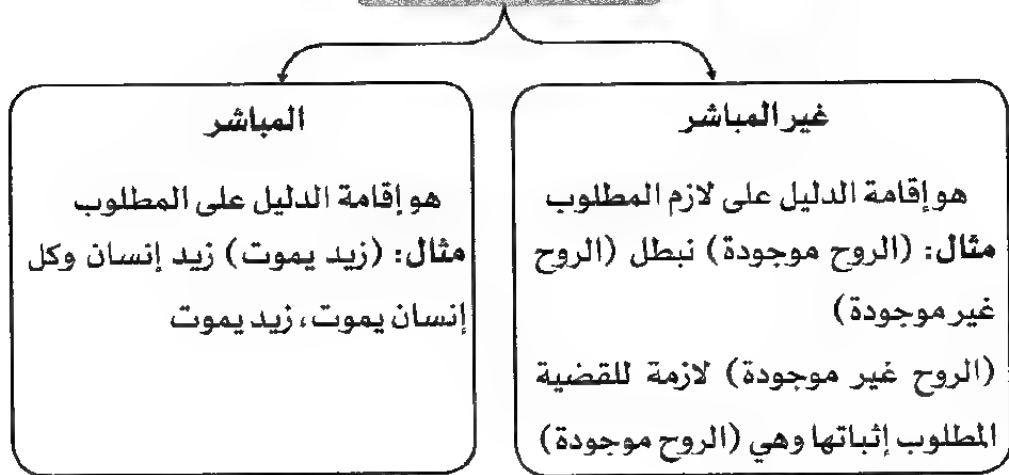 غير المباشر
هو إقامة الدليل على لازم المطلوب
مثال: (الروح موجودة) نبطل (الروح
غير موجودة)
(الروح غير موجودة) لازمة للقضية
المطلوب إثباتها وهي (الروح موجودة)
المباشر
هو إقامة الدليل على المطلوب
مثال: (زيد يموت) زيد إنسان وكل
إنسان يموت، زيد يموت